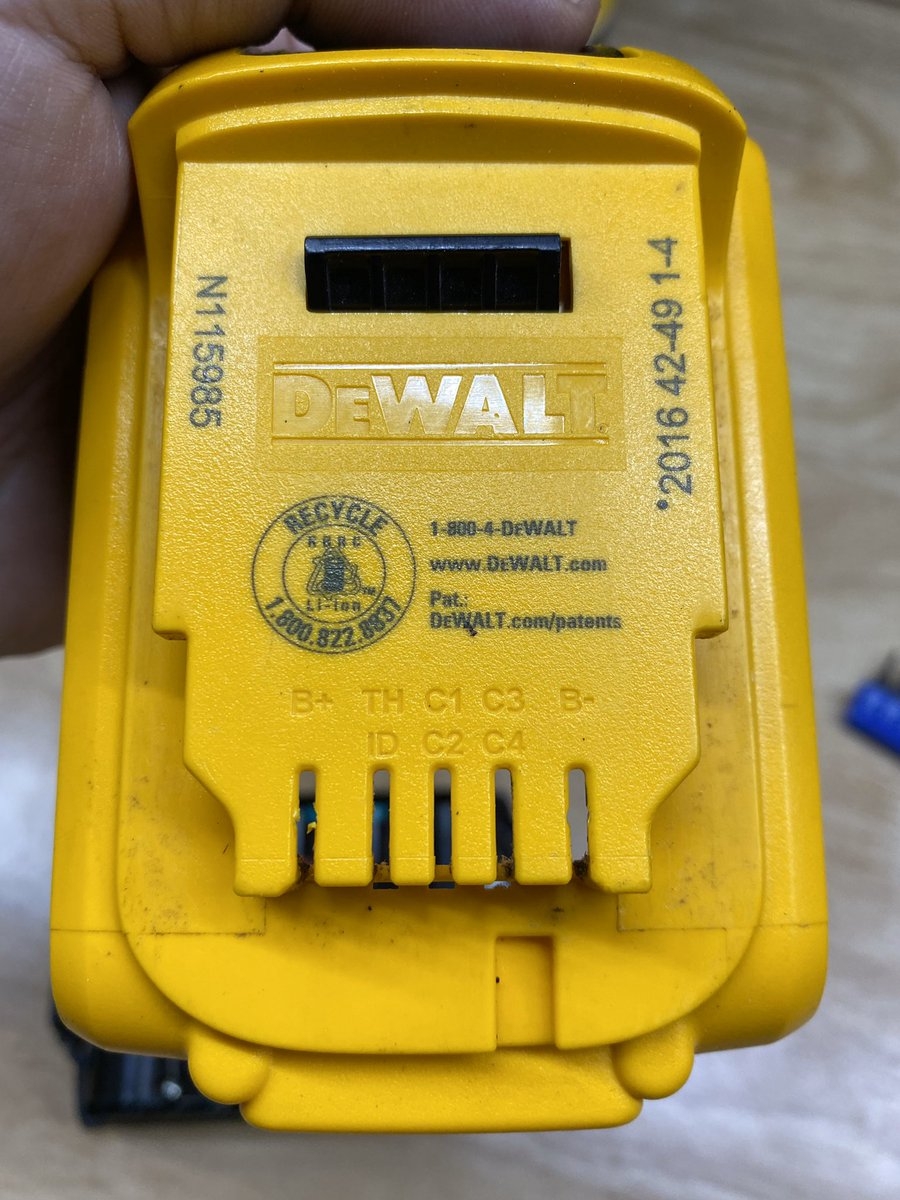 N115985
*2016 42-49 1-4
DEWALT
RECYCLE
RBRC
TM
Li-ion
1.800.822.8837
1-800-4-DEWALT
www.DEWALT.com
Pat.:
DEWALT.com/patents
B+ TH C1 C3 B-
ID C2 C4